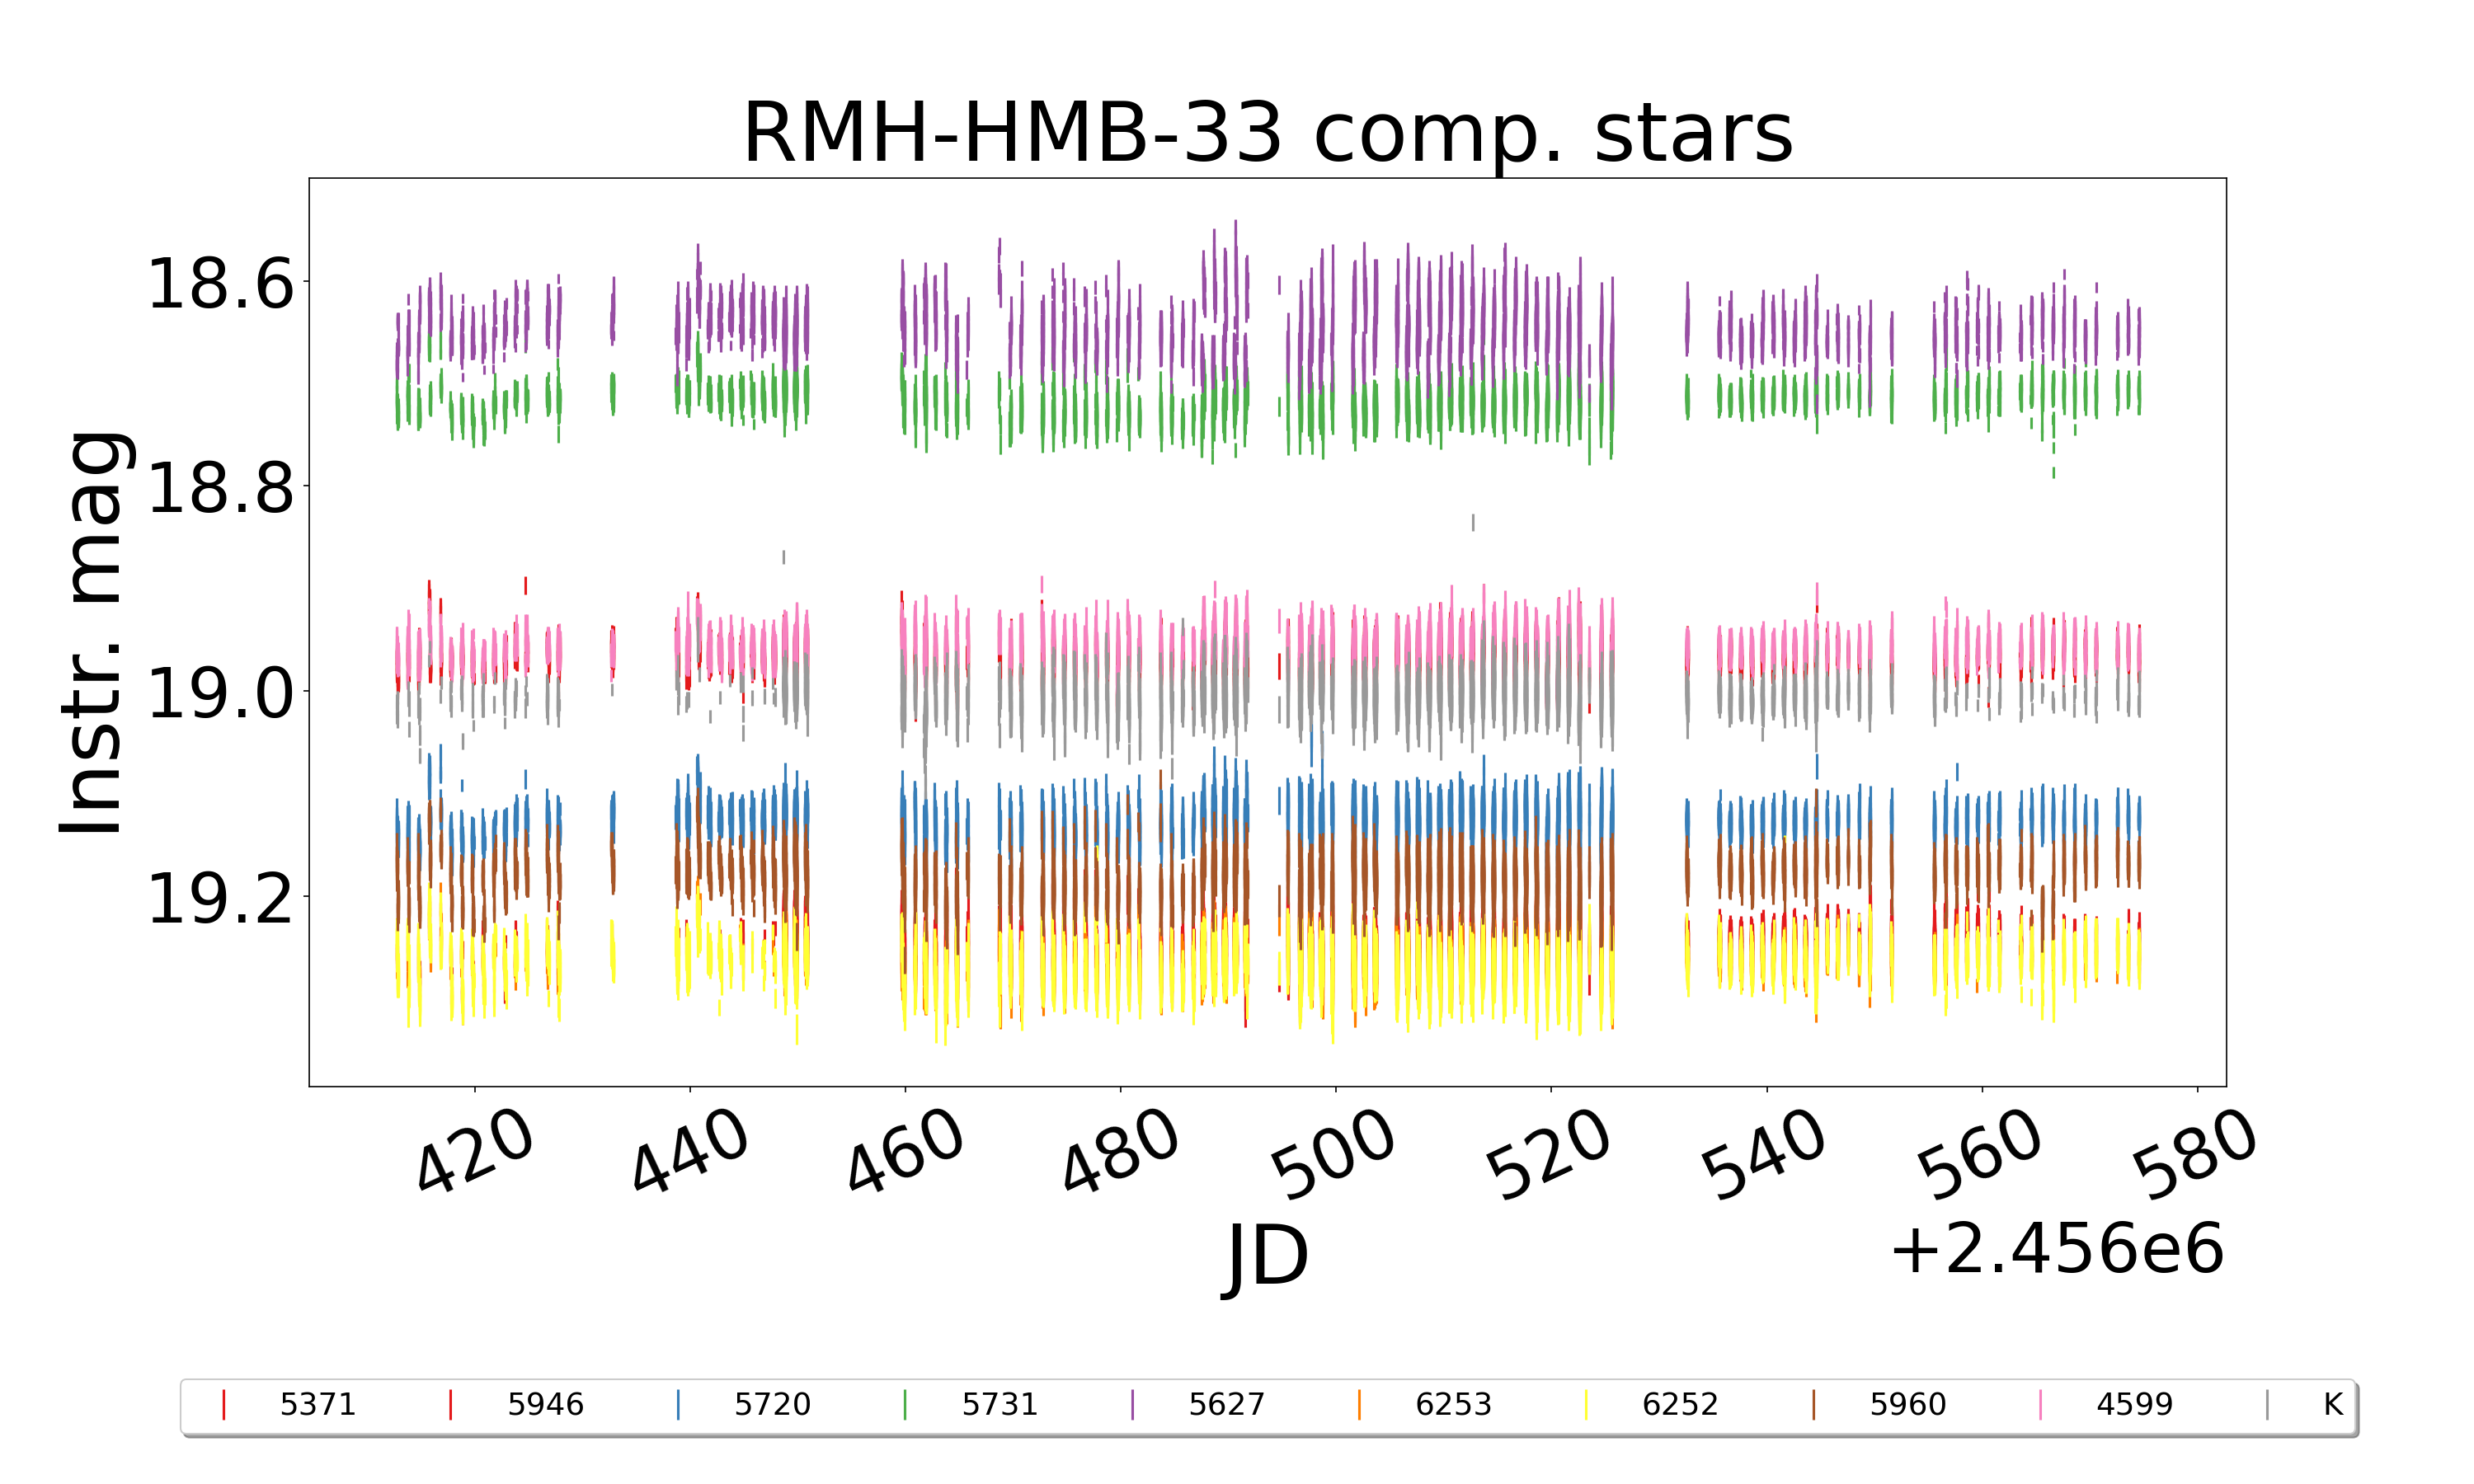 RMH-HMB-33 comp. stars
Instr. mag
18.6
18.8
19.0
19.2
420 440 460 480 500 520 540 560 580
JD
+2.456e6
5371 5946 5720 5731 5627 6253 6252 5960 4599 K